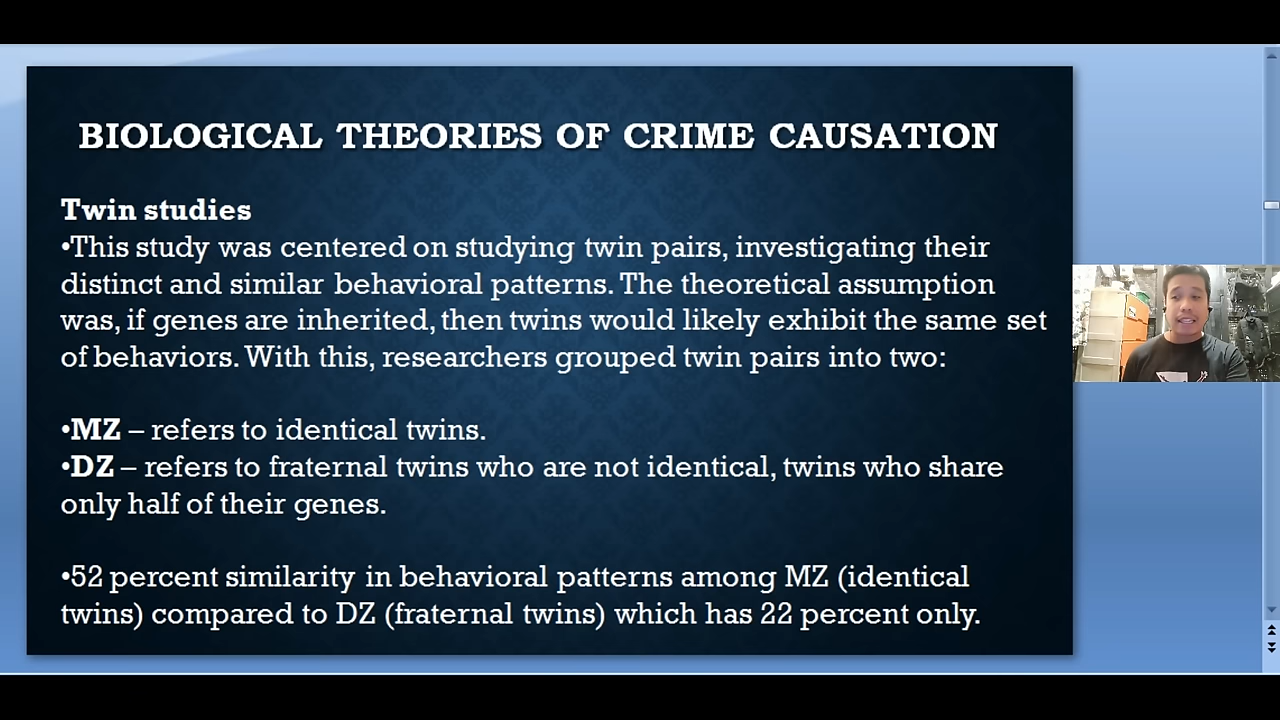 BIOLOGICAL THEORIES OF CRIME CAUSATION
Twin studies
•This study was centered on studying twin pairs, investigating their
distinct and similar behavioral patterns. The theoretical assumption
was, if genes are inherited, then twins would likely exhibit the same set
of behaviors. With this, researchers grouped twin pairs into two:
•MZ – refers to identical twins.
•DZ – refers to fraternal twins who are not identical, twins who share
only half of their genes.
•52 percent similarity in behavioral patterns among MZ (identical
twins) compared to DZ (fraternal twins) which has 22 percent only.